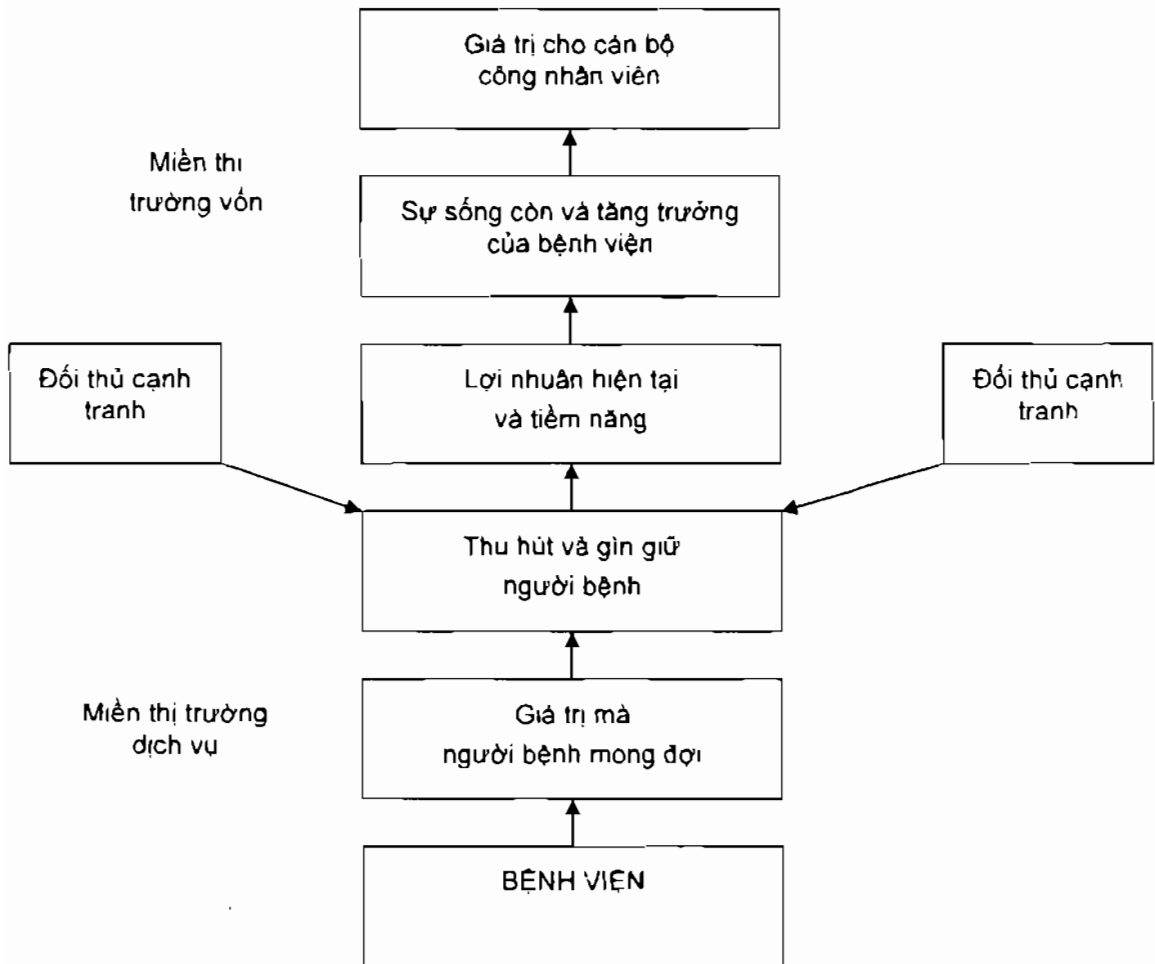 Giá trị cho cán bộ
công nhân viên
Miền thi
trường vốn
Sự sống còn và tăng trưởng
của bệnh viện
Đối thủ cạnh
tranh
Lợi nhuân hiện tại
và tiềm năng
Đối thủ cạnh
tranh
Thu hút và gìn giữ
người bệnh
Miền thị trường
dịch vụ
Giá trị mà
người bệnh mong đợi
BỆNH VIỆN